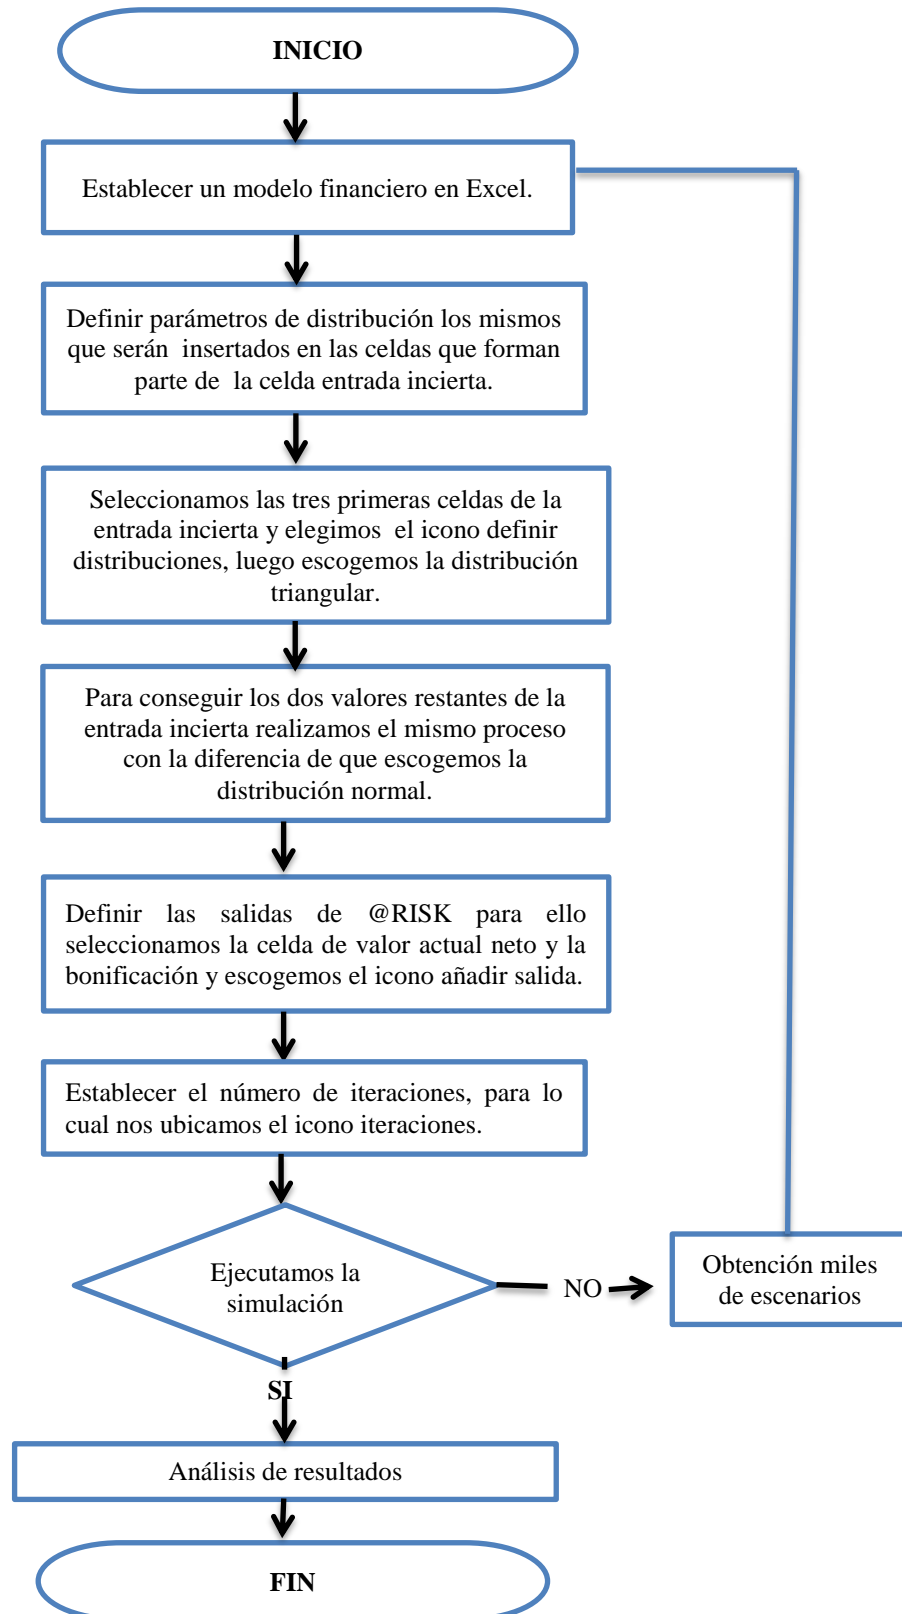 INICIO
Establecer un modelo financiero en Excel.
Definir parámetros de distribución los mismos
que serán insertados en las celdas que forman
parte de la celda entrada incierta.
Seleccionamos las tres primeras celdas de la
entrada incierta y elegimos el icono definir
distribuciones, luego escogemos la distribución
triangular.
Para conseguir los dos valores restantes de la
entrada incierta realizamos el mismo proceso
con la diferencia de que escogemos la
distribución normal.
Definir las salidas de @RISK para ello
seleccionamos la celda de valor actual neto y la
bonificación y escogemos el icono añadir salida.
Establecer el número de iteraciones, para lo
cual nos ubicamos el icono iteraciones.
Ejecutamos la
simulación
NO
Obtención miles
de escenarios
SI
Análisis de resultados
FIN